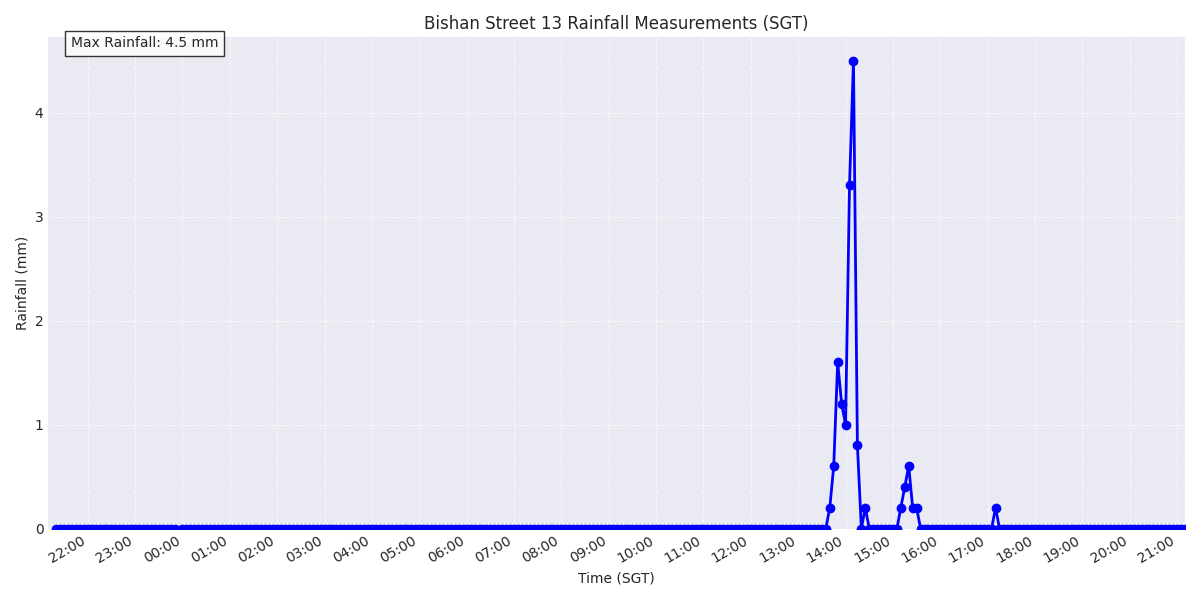 Bishan Street 13 Rainfall Measurements (SGT)
Max Rainfall: 4.5 mm
Rainfall (mm)
4
3
2
1
0
22:00 23:00 00:00 01:00 02:00 03:00 04:00 05:00 06:00 07:00 08:00 09:00 10:00 11:00 12:00 13:00 14:00 15:00 16:00 17:00 18:00 19:00 20:00 21:00
Time (SGT)